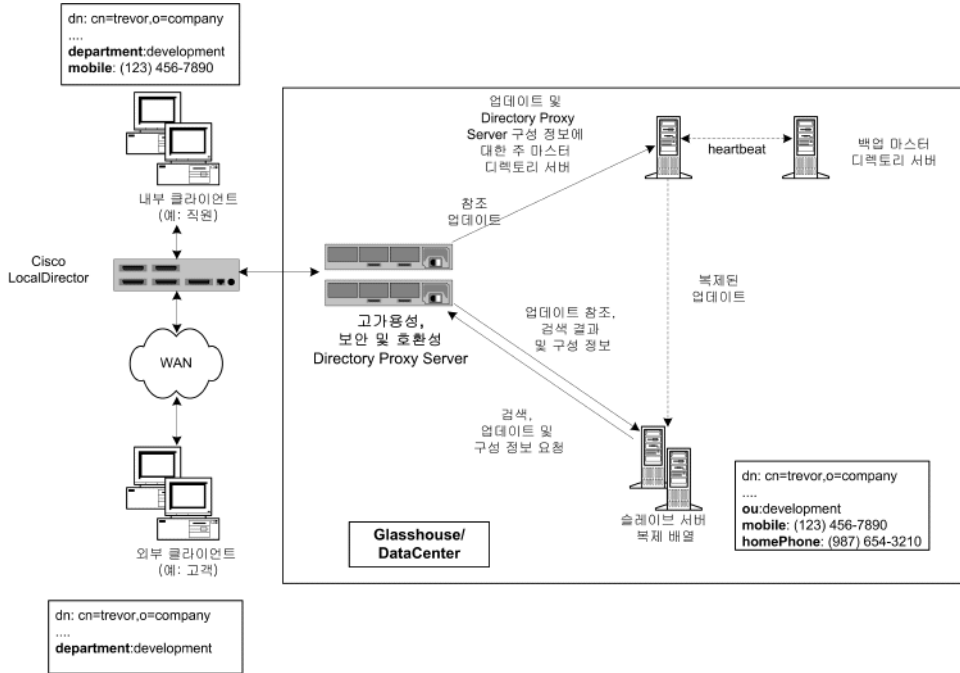 dn: cn=trevor,o=company
....
department:development
mobile: (123) 456-7890
내부 클라이언트
(예: 직원)
Cisco
LocalDirector
WAN
외부 클라이언트
(예: 고객)
dn: cn=trevor,o=company
....
department:development
업데이트 및
Directory Proxy
Server 구성 정보에
대한 주 마스터
디렉토리 서버
heartbeat
백업 마스터
디렉토리 서버
참조
업데이트
고가용성,
보안 및 호환성
Directory Proxy Server
복제된
업데이트
업데이트 참조,
검색 결과
및 구성 정보
검색,
업데이트 및
구성 정보 요청
슬레이브 서버
복제 배열
Glasshouse/
DataCenter
dn: cn=trevor,o=company
....
ou:development
mobile: (123) 456-7890
homePhone: (987) 654-3210